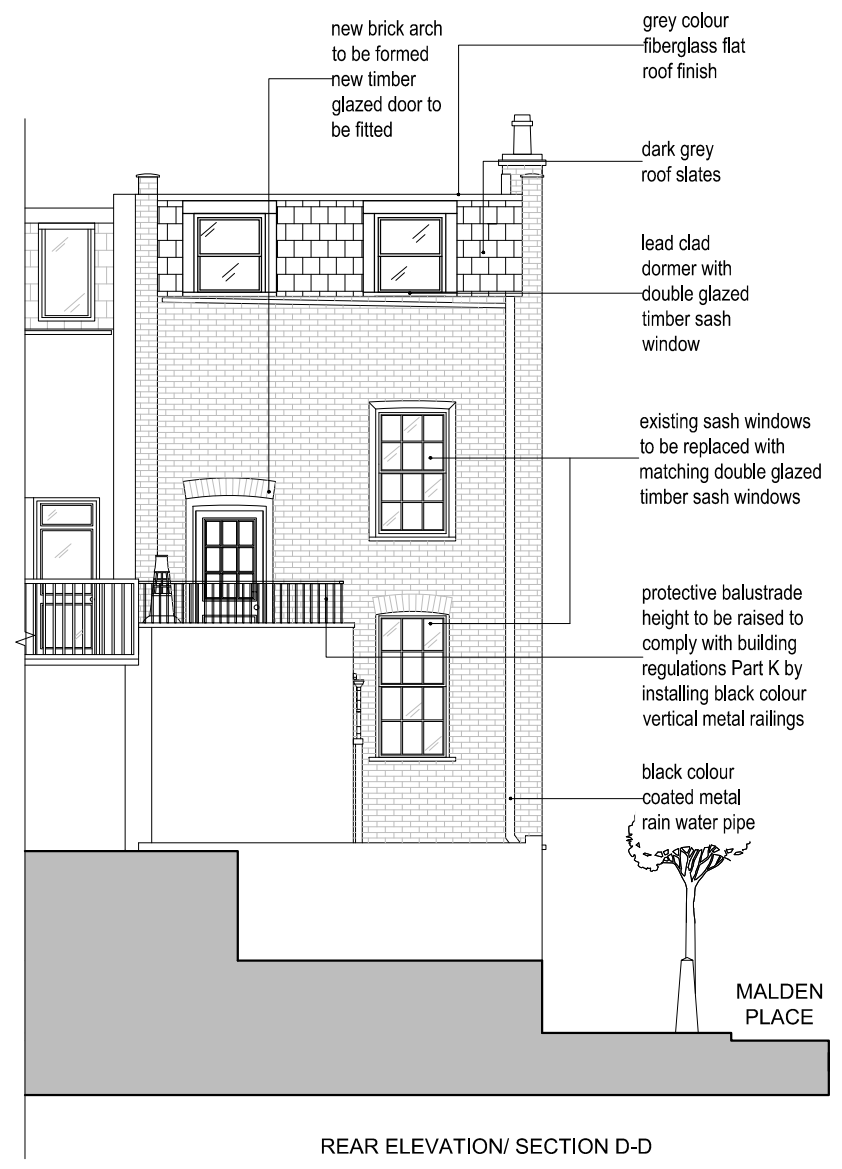 new brick arch
to be formed
new timber
glazed door to
be fitted
grey colour
fiberglass flat
roof finish
dark grey
roof slates
lead clad
dormer with
double glazed
timber sash
window
existing sash windows
to be replaced with
matching double glazed
timber sash windows
protective balustrade
height to be raised to
comply with building
regulations Part K by
installing black colour
vertical metal railings
black colour
coated metal
rain water pipe
MALDEN
PLACE
REAR ELEVATION/ SECTION D-D